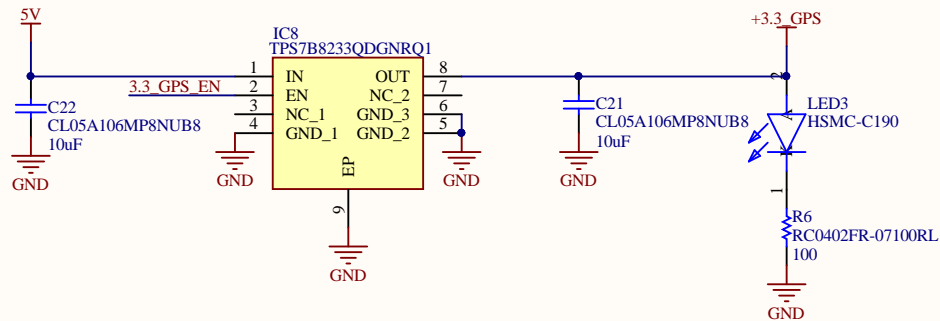 5V
+3.3_GPS
IC8
TPS7B8233QDGNRQ1
1 IN OUT 8
3.3_GPS_EN 2 EN NC_2 7
3 NC_1 GND_3 6
4 GND_1 GND_2 5
EP
9
C22
CL05A106MP8NUB8
10uF
GND
GND
GND
GND
C21
CL05A106MP8NUB8
10uF
GND
2
A
LED3
HSMC-C190
K
1
R6
RC0402FR-07100RL
100
GND